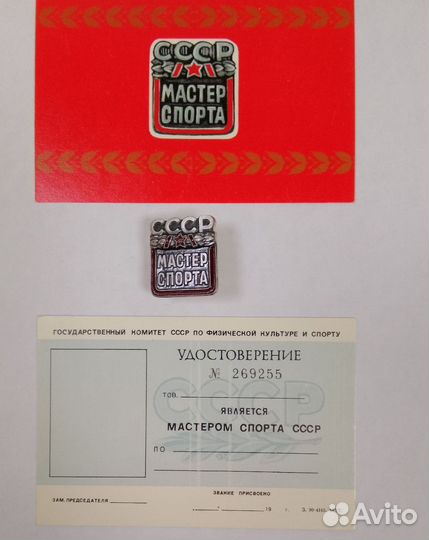 СССР
МАСТЕР
СПОРТА
СССР
МАСТЕР
СПОРТА
ГОСУДАРСТВЕННЫЙ КОМИТЕТ СССР ПО ФИЗИЧЕСКОЙ КУЛЬТУРЕ И СПОРТУ
УДОСТОВЕРЕНИЕ
№ 269255
СССР
ТОВ.
ЯВЛЯЕТСЯ
МАСТЕРОМ СПОРТА СССР
ПО
ЗВАНИЕ ПРИСВОЕНО
ЗАМ. ПРЕДСЕДАТЕЛЯ
19 г.
Avito